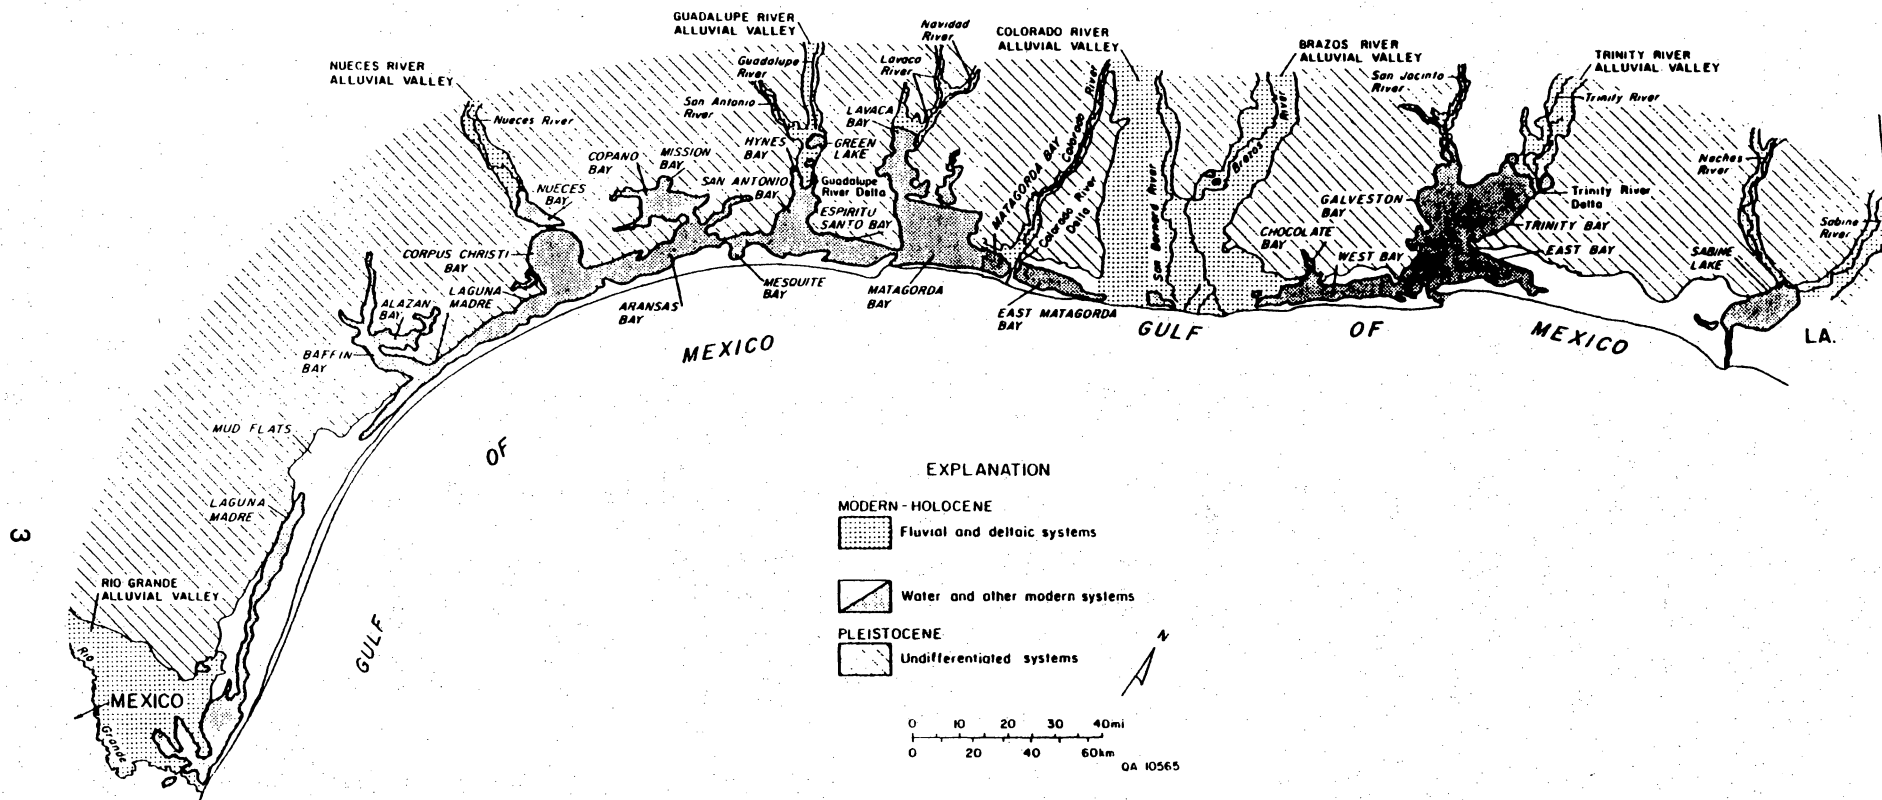 GUADALUPE RIVER
ALLUVIAL VALLEY
Navidad
River
COLORADO RIVER
ALLUVIAL VALLEY
BRAZOS RIVER
ALLUVIAL VALLEY
TRINITY RIVER
ALLUVIAL VALLEY
NUECES RIVER
ALLUVIAL VALLEY
Guadalupe
River
Lavaca
River
San Jacinto
River
Trinity River
San Antonio
River
LAVACA
BAY
Colorado
River
Brazos
River
Nueces River
HYNES
BAY
GREEN
LAKE
COPANO
BAY
MISSION
BAY
Neches
River
NUECES
BAY
SAN ANTONIO
BAY
Guadalupe
River Delta
MATAGORDA BAY
Colorado River
Delta
San Bernard River
GALVESTON
BAY
Trinity River
Delta
ESPIRITU
SANTO BAY
TRINITY BAY
Sabine
River
CHOCOLATE
BAY
WEST BAY
EAST BAY
SABINE
LAKE
CORPUS CHRISTI
BAY
LAGUNA
MADRE
ALAZAN
BAY
ARANSAS
BAY
MESQUITE
BAY
MATAGORDA
BAY
EAST MATAGORDA
BAY
BAFFIN
BAY
GULF
OF
MEXICO
LA.
MUD FLATS
LAGUNA
MADRE
GULF
OF
MEXICO
RIO GRANDE
ALLUVIAL VALLEY
Rio
Grande
MEXICO
EXPLANATION
MODERN-HOLOCENE
Fluvial and deltaic systems
Water and other modern systems
PLEISTOCENE
Undifferentiated systems
N
0 10 20 30 40mi
0 20 40 60km
QA 10565
3